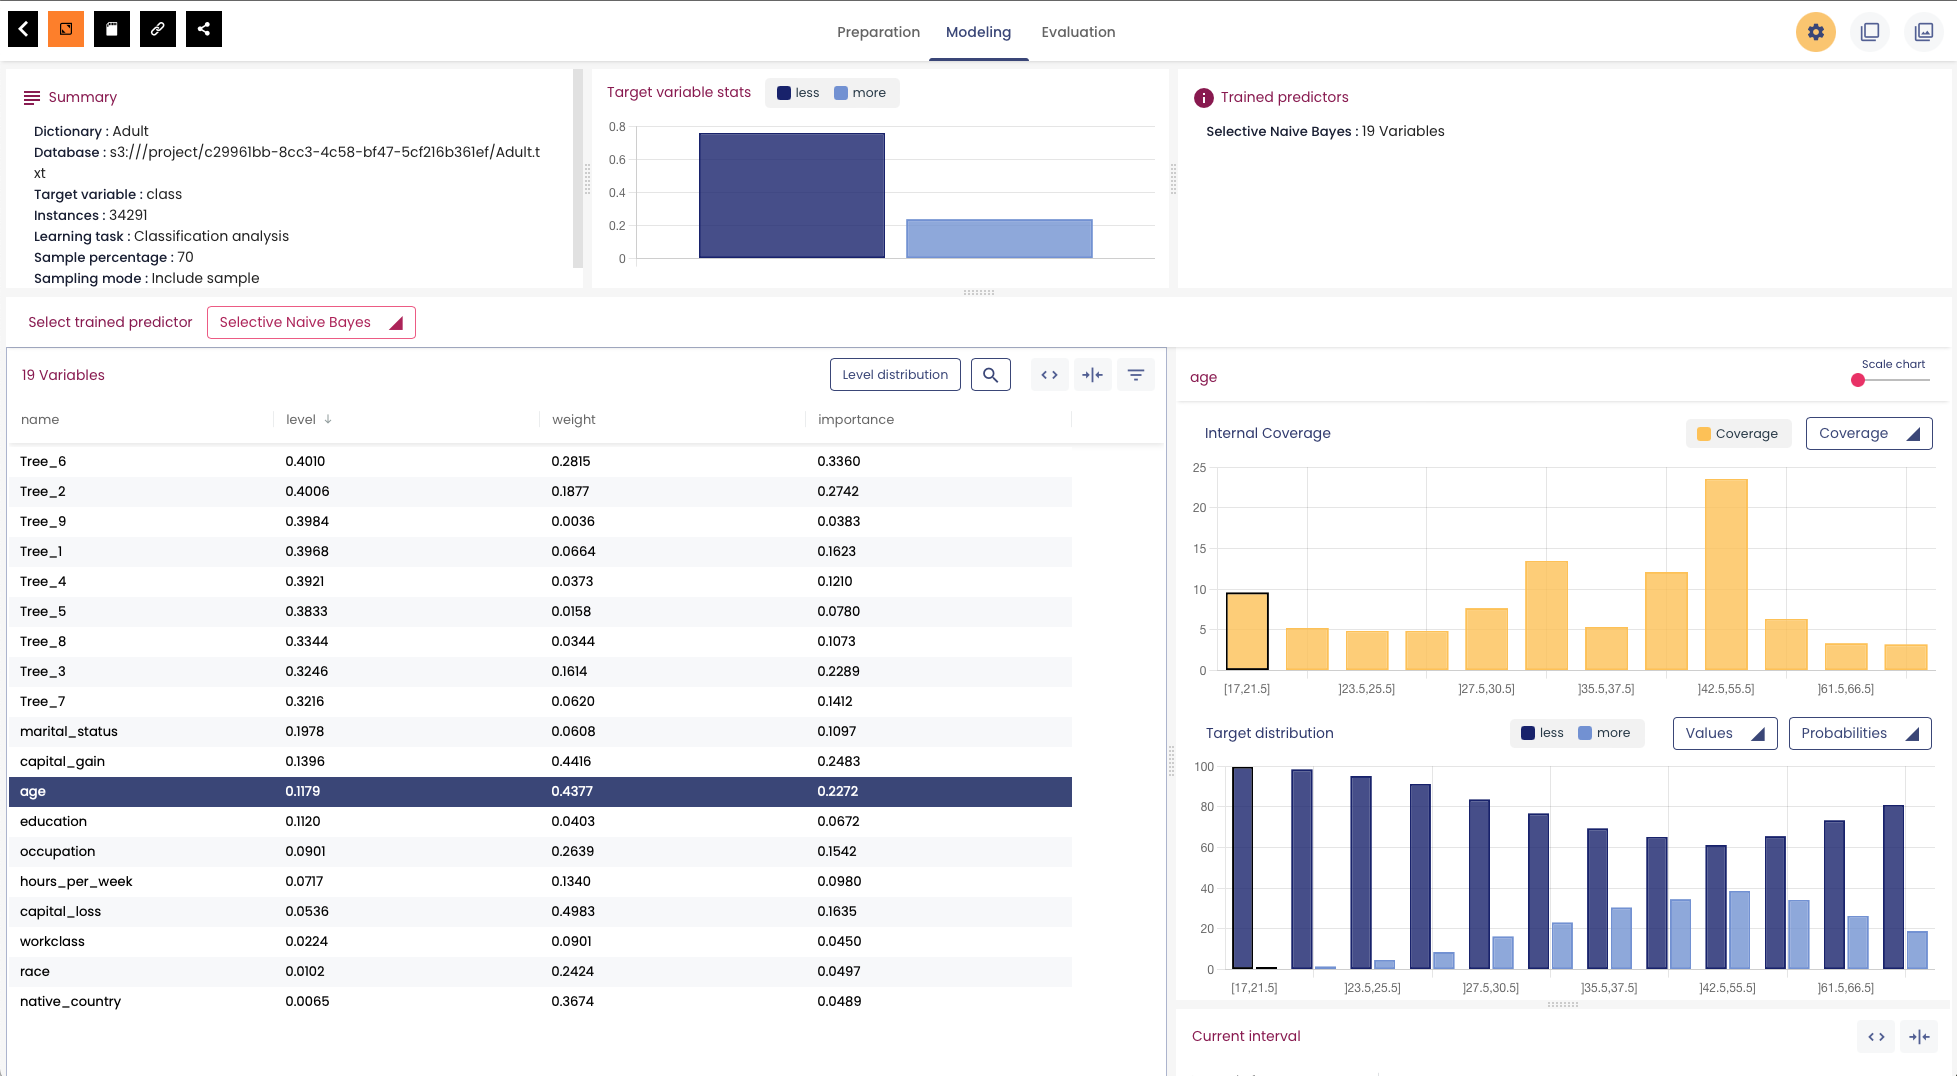 Preparation
Modeling
Evaluation
Summary
Dictionary : Adult
Database : s3:///project/c29961bb-8cc3-4c58-bf47-5cf216b361ef/Adult.t
xt
Target variable : class
Instances : 34291
Learning task : Classification analysis
Sample percentage : 70
Sampling mode : Include sample
Target variable stats
less more
0.8
0.6
0.4
0.2
0
Trained predictors
Selective Naive Bayes : 19 Variables
Select trained predictor
Selective Naive Bayes
19 Variables
Level distribution
name level weight importance
Tree_6 0.4010 0.2815 0.3360
Tree_2 0.4006 0.1877 0.2742
Tree_9 0.3984 0.0036 0.0383
Tree_1 0.3968 0.0664 0.1623
Tree_4 0.3921 0.0373 0.1210
Tree_5 0.3833 0.0158 0.0780
Tree_8 0.3344 0.0344 0.1073
Tree_3 0.3246 0.1614 0.2289
Tree_7 0.3216 0.0620 0.1412
marital_status 0.1978 0.0608 0.1097
capital_gain 0.1396 0.4416 0.2483
age 0.1179 0.4377 0.2272
education 0.1120 0.0403 0.0672
occupation 0.0901 0.2639 0.1542
hours_per_week 0.0717 0.1340 0.0980
capital_loss 0.0536 0.4983 0.1635
workclass 0.0224 0.0901 0.0450
race 0.0102 0.2424 0.0497
native_country 0.0065 0.3674 0.0489
age
Scale chart
Internal Coverage
Coverage
Coverage
25
20
15
10
5
0
[17,21.5] ]23.5,25.5] ]27.5,30.5] ]35.5,37.5] ]42.5,55.5] ]61.5,66.5]
Target distribution
less more
Values
Probabilities
100
80
60
40
20
0
[17,21.5] ]23.5,25.5] ]27.5,30.5] ]35.5,37.5] ]42.5,55.5] ]61.5,66.5]
Current interval